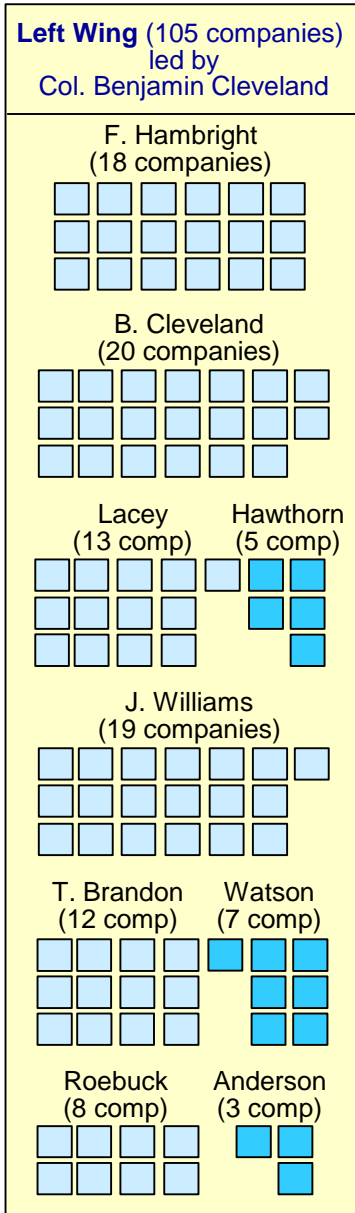 Left Wing (105 companies)
led by
Col. Benjamin Cleveland
F. Hambright
(18 companies)
B. Cleveland
(20 companies)
Lacey
(13 comp)
Hawthorn
(5 comp)
J. Williams
(19 companies)
T. Brandon
(12 comp)
Watson
(7 comp)
Roebuck
(8 comp)
Anderson
(3 comp)